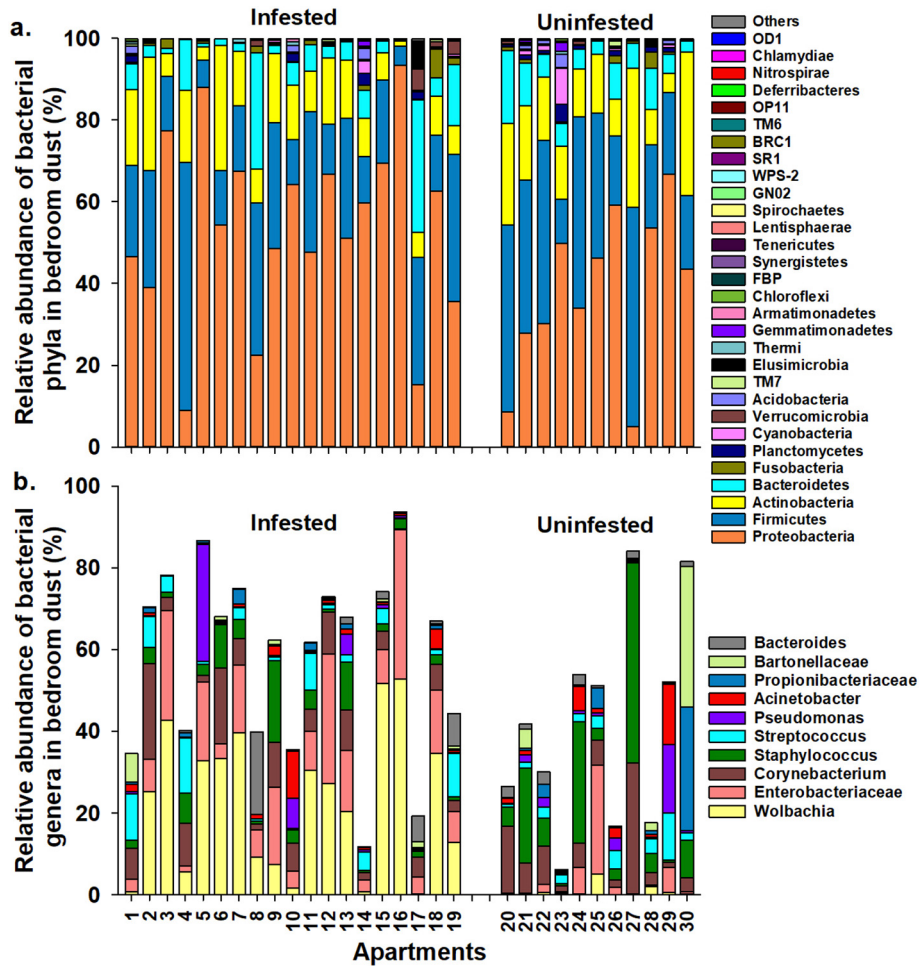 a.
Infested
Uninfested
Relative abundance of bacterial
phyla in bedroom dust (%)
100
80
60
40
20
0
Others
OD1
Chlamydiae
Nitrospirae
Deferribacteres
OP11
TM6
BRC1
SR1
WPS-2
GN02
Spirochaetes
Lentisphaerae
Tenericutes
Synergistetes
FBP
Chloroflexi
Armatimonadetes
Gemmatimonadetes
Thermi
Elusimicrobia
TM7
Acidobacteria
Verrucomicrobia
Cyanobacteria
Planctomycetes
Fusobacteria
Bacteroidetes
Actinobacteria
Firmicutes
Proteobacteria
b.
Infested
Uninfested
Relative abundance of bacterial
genera in bedroom dust (%)
100
80
60
40
20
0
Bacteroides
Bartonellaceae
Propionibacteriaceae
Acinetobacter
Pseudomonas
Streptococcus
Staphylococcus
Corynebacterium
Enterobacteriaceae
Wolbachia
1 2 3 4 5 6 7 8 9 10 11 12 13 14 15 16 17 18 19 20 21 22 23 24 25 26 27 28 29 30
Apartments